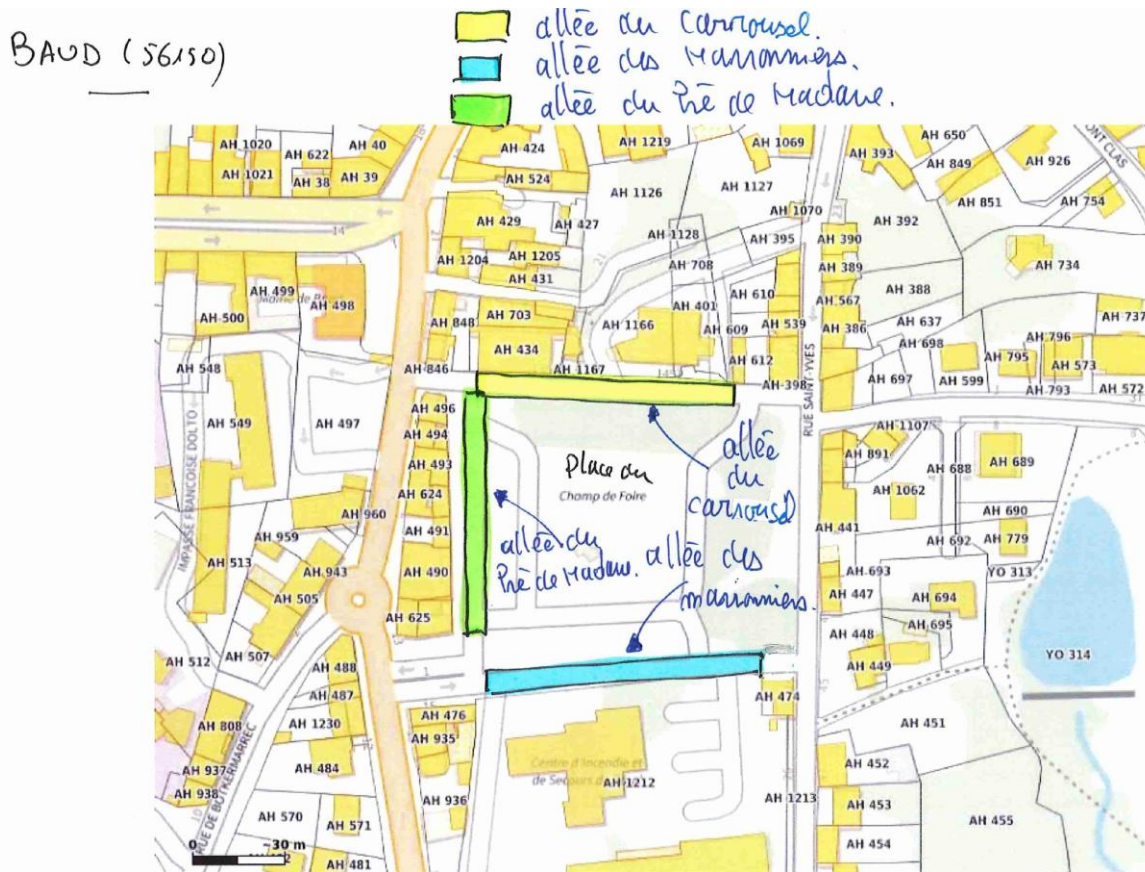 BAUD (56150)
allée du Carrousel.
allée des Marronniers.
allée du Pré de Madame.
AH 1020
AH 622
AH 40
AH 1021
AH 38
AH 39
AH 424
AH 524
AH 1219
AH 1069
AH 393
AH 650
AH 849
AH 926
AH 851
AH 754
AH 1126
AH 1127
AH 1070
23
AH 392
AH 429
AH 427
AH 1128
AH 395
AH 390
14
AH 1204
AH 1205
AH 431
21
AH 708
AH 389
AH 734
AH 499
AH 498
AH 500
AH 848
AH 703
AH 434
AH 1166
AH 401
AH 610
AH 609
AH 539
AH 567
AH 386
AH 388
AH 637
AH 698
AH 737
AH 796
AH 795
AH 573
AH 548
AH 846
AH 1167
AH 612
AH 398
AH 697
AH 599
AH 793
AH 572
AH 549
AH 497
AH 496
AH 494
AH 493
AH 624
AH 491
AH 490
AH 625
RUE SAINT-YVES
IMPASSE FRANCOISE DOLTO
Place du
Champ de Foire
allée
du
carrousel
allée du
Pré de Madame.
allée des
marronniers.
AH 1107
AH 891
AH 688
AH 689
AH 1062
AH 690
AH 441
AH 692
AH 779
AH 960
AH 959
AH 513
AH 943
AH 505
AH 693
YO 313
AH 447
AH 694
AH 695
AH 448
AH 449
YO 314
AH 512
AH 507
AH 488
AH 487
1
AH 474
AH 808
AH 1230
AH 476
AH 935
AH 451
AH 484
AH 452
AH 937
AH 938
Centre d'Incendie et
de Secours
AH 1212
AH 936
AH 1213
AH 453
AH 455
RUE DE BOTKERMARREC
AH 570
AH 571
AH 454
0
~30 m
AH 481